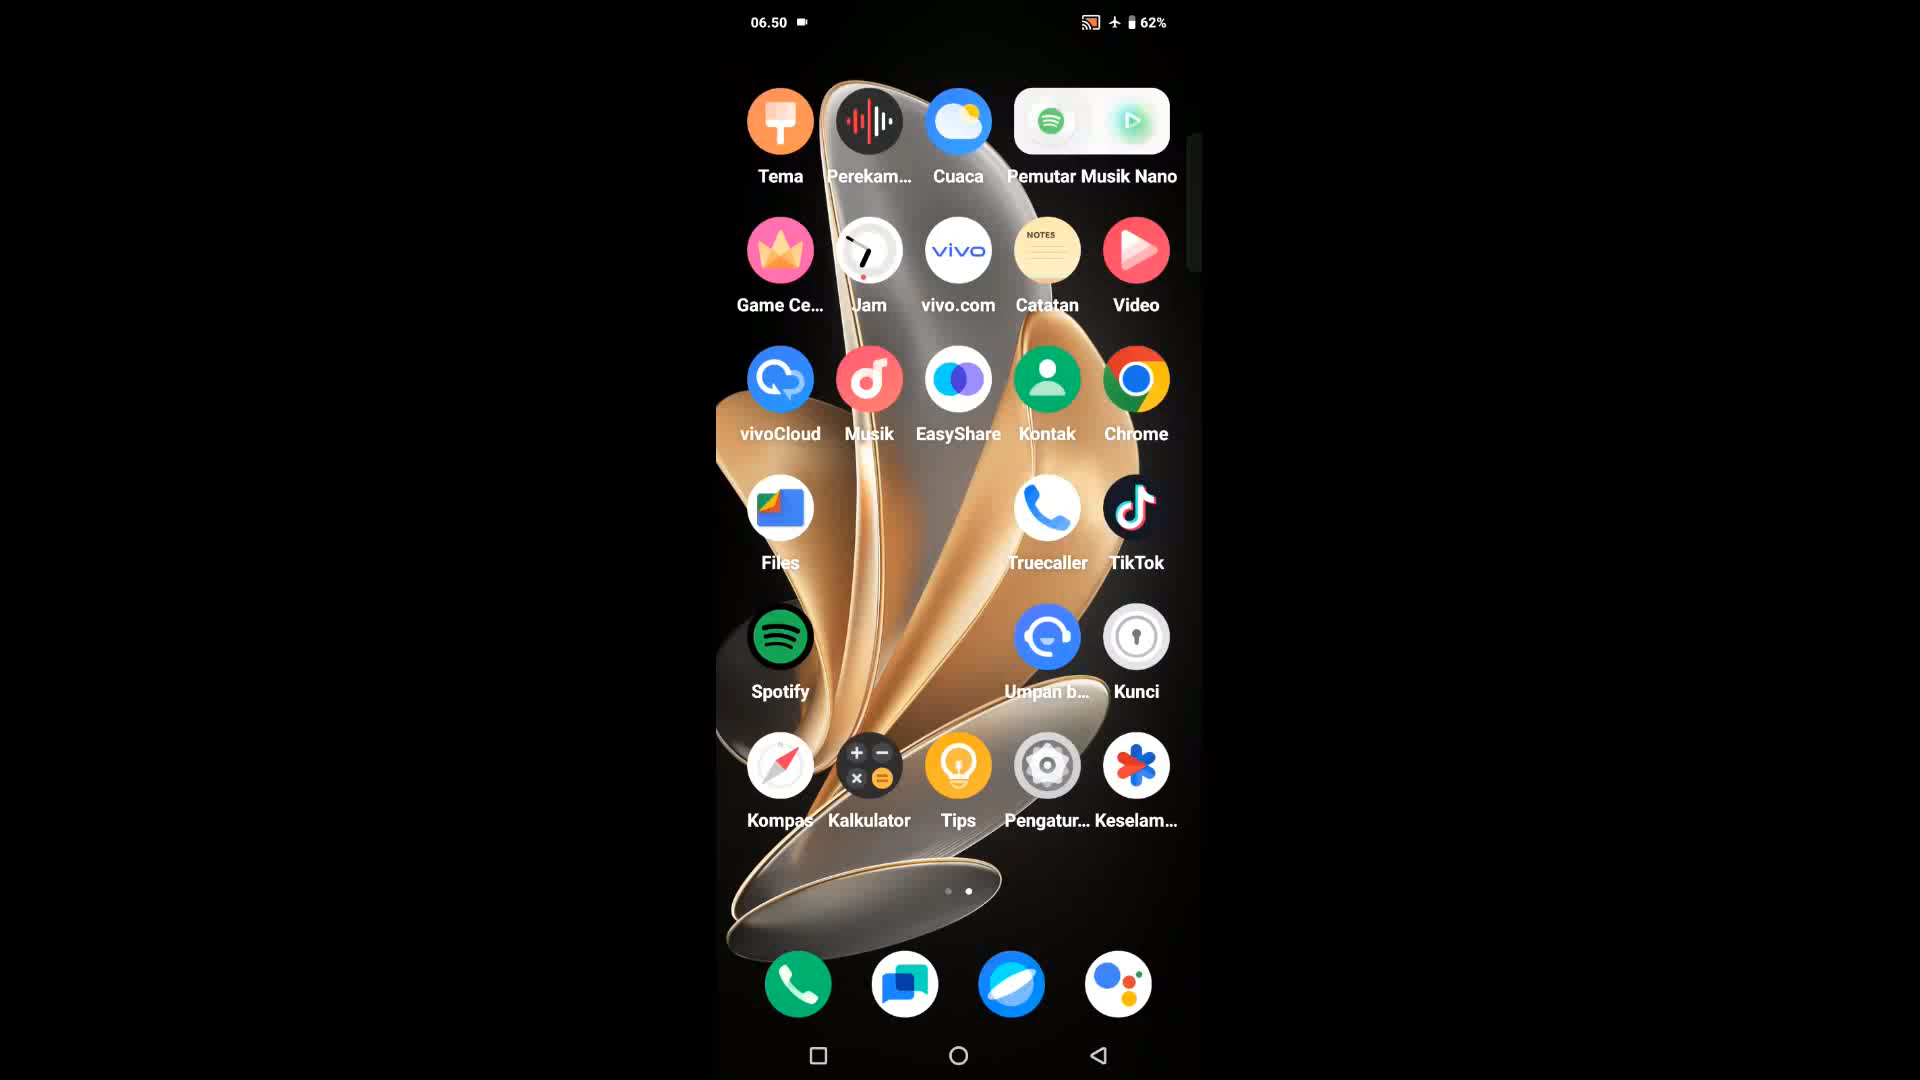 06.50 62%
Tema Perekam... Cuaca Pemutar Musik Nano
vivo NOTES
Game Ce... Jam vivo.com Catatan Video
vivoCloud Musik EasyShare Kontak Chrome
Files Truecaller TikTok
Spotify Umpan b... Kunci
N
Kompas Kalkulator Tips Pengatur... Keselam...